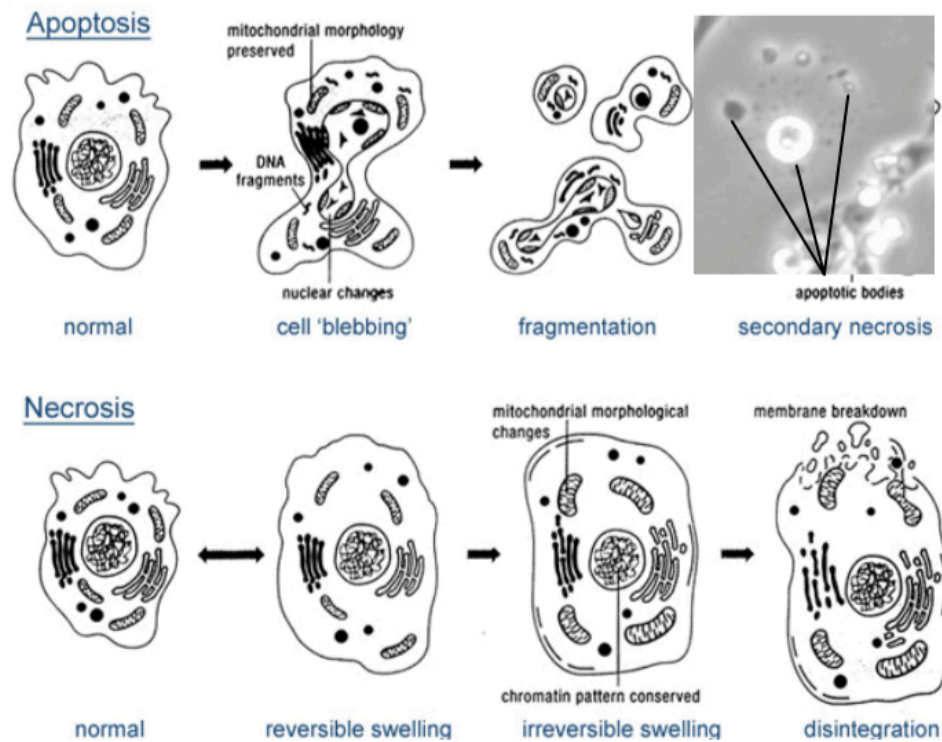 Apoptosis
mitochondrial morphology
preserved
DNA
fragments
nuclear changes
apoptotic bodies
normal
cell 'blebbing'
fragmentation
secondary necrosis
Necrosis
mitochondrial morphological
changes
membrane breakdown
chromatin pattern conserved
normal
reversible swelling
irreversible swelling
disintegration